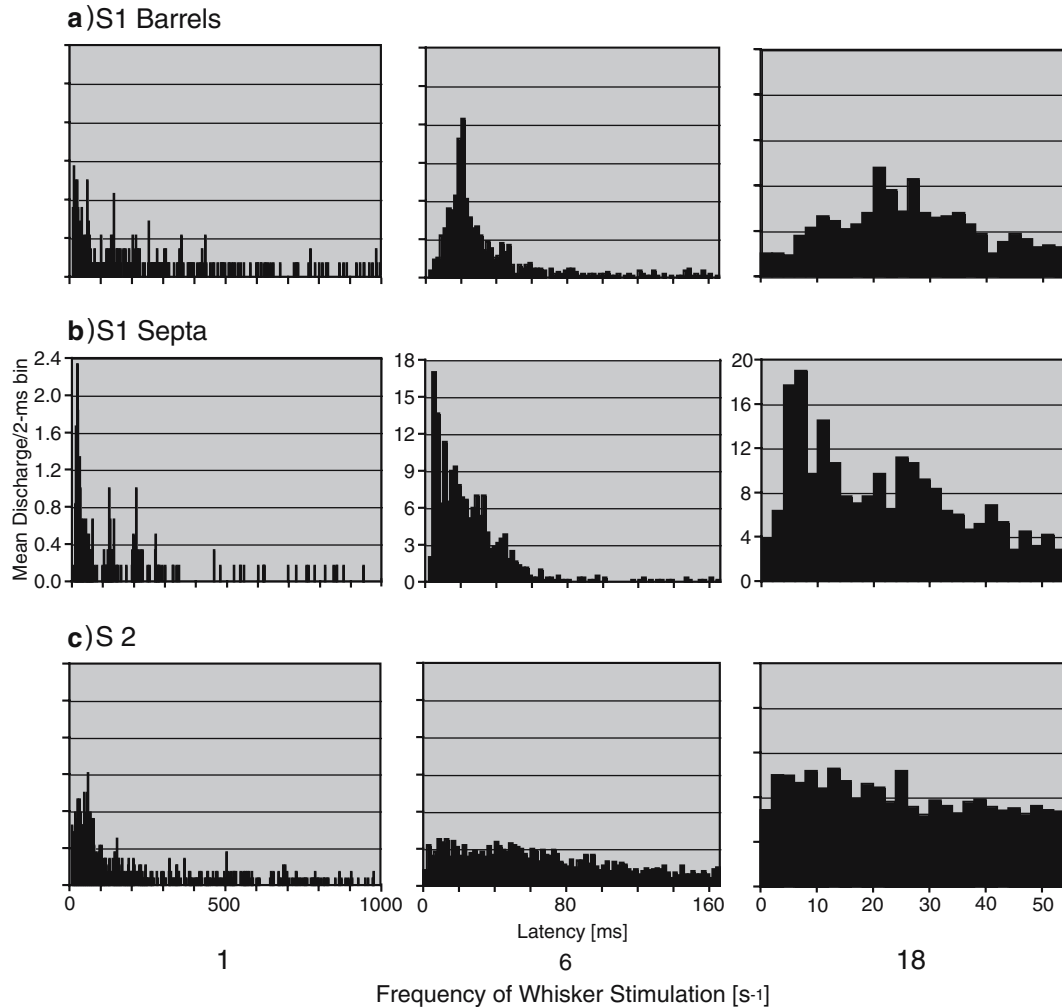 a) S1 Barrels
b) S1 Septa
Mean Discharge/2-ms bin
2.4
2.0
1.6
1.2
0.8
0.4
0.0
18
15
12
9
6
3
0
20
16
12
8
4
0
c) S 2
0 500 1000
0 80 160
0 10 20 30 40 50
Latency [ms]
1 6 18
Frequency of Whisker Stimulation [s-1]